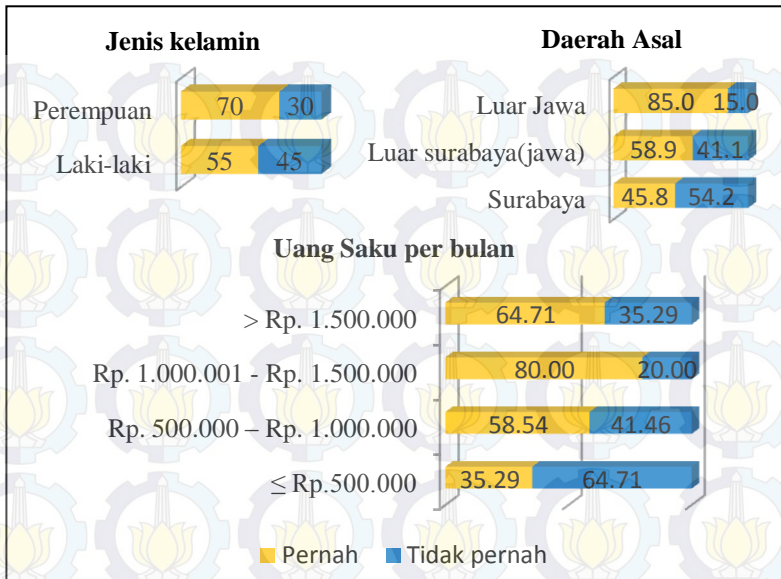 Jenis kelamin
Perempuan 70 30
Laki-laki 55 45
Daerah Asal
Luar Jawa 85.0 15.0
Luar surabaya(jawa) 58.9 41.1
Surabaya 45.8 54.2
Uang Saku per bulan
> Rp. 1.500.000 64.71 35.29
Rp. 1.000.001 - Rp. 1.500.000 80.00 20.00
Rp. 500.000 – Rp. 1.000.000 58.54 41.46
≤ Rp.500.000 35.29 64.71
Pernah Tidak pernah